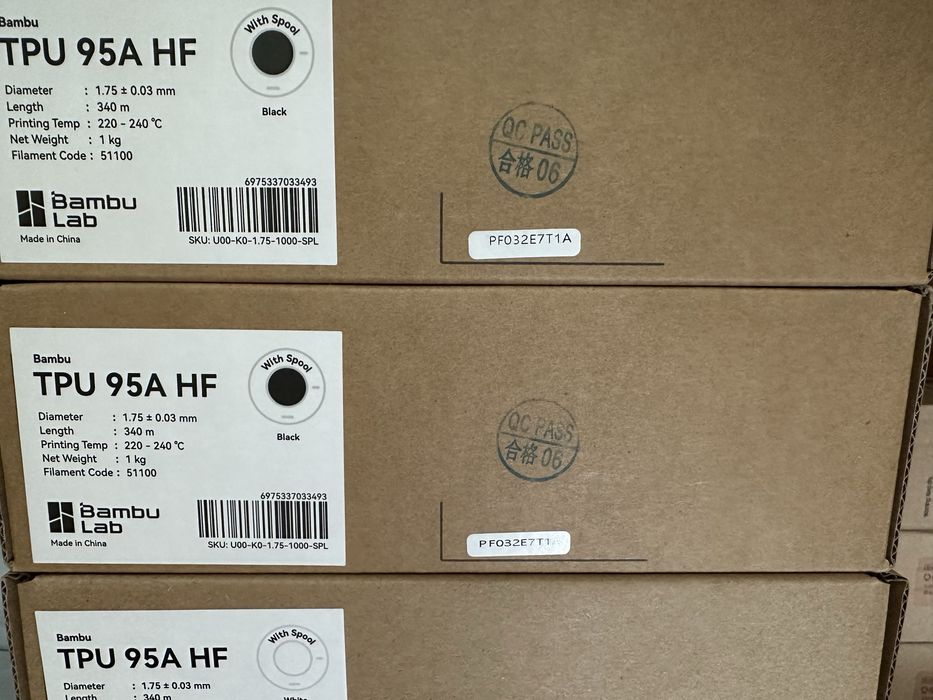 Bambu
TPU 95A HF
With Spool
Black
Diameter : 1.75 ± 0.03 mm
Length : 340 m
Printing Temp : 220 - 240 °C
Net Weight : 1 kg
Filament Code : 51100
Bambu
Lab
Made in China
6975337033493
SKU: U00-K0-1.75-1000-SPL
QC PASS
合格 06
PF032E7T1A
Bambu
TPU 95A HF
With Spool
Black
Diameter : 1.75 ± 0.03 mm
Length : 340 m
Printing Temp : 220 - 240 °C
Net Weight : 1 kg
Filament Code : 51100
Bambu
Lab
Made in China
6975337033493
SKU: U00-K0-1.75-1000-SPL
QC PASS
合格 06
PF032E7T1
Bambu
TPU 95A HF
With Spool
White
Diameter : 1.75 ± 0.03 mm
Length : 340 m